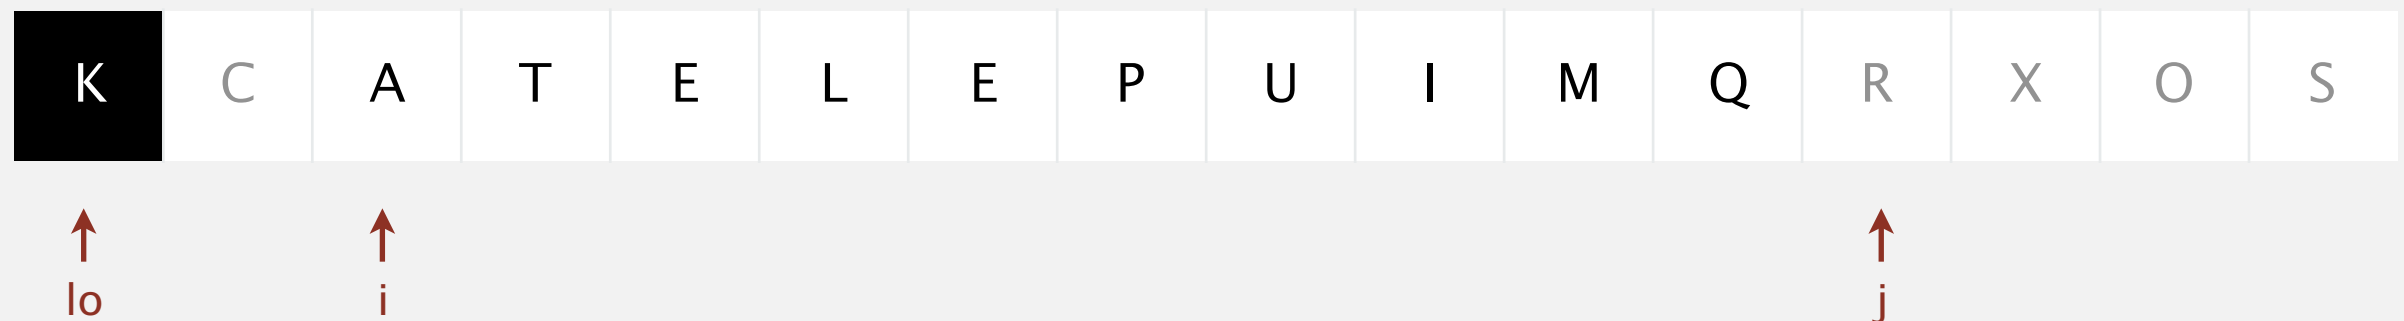 K C A T E L E P U I M Q R X O S
lo i j